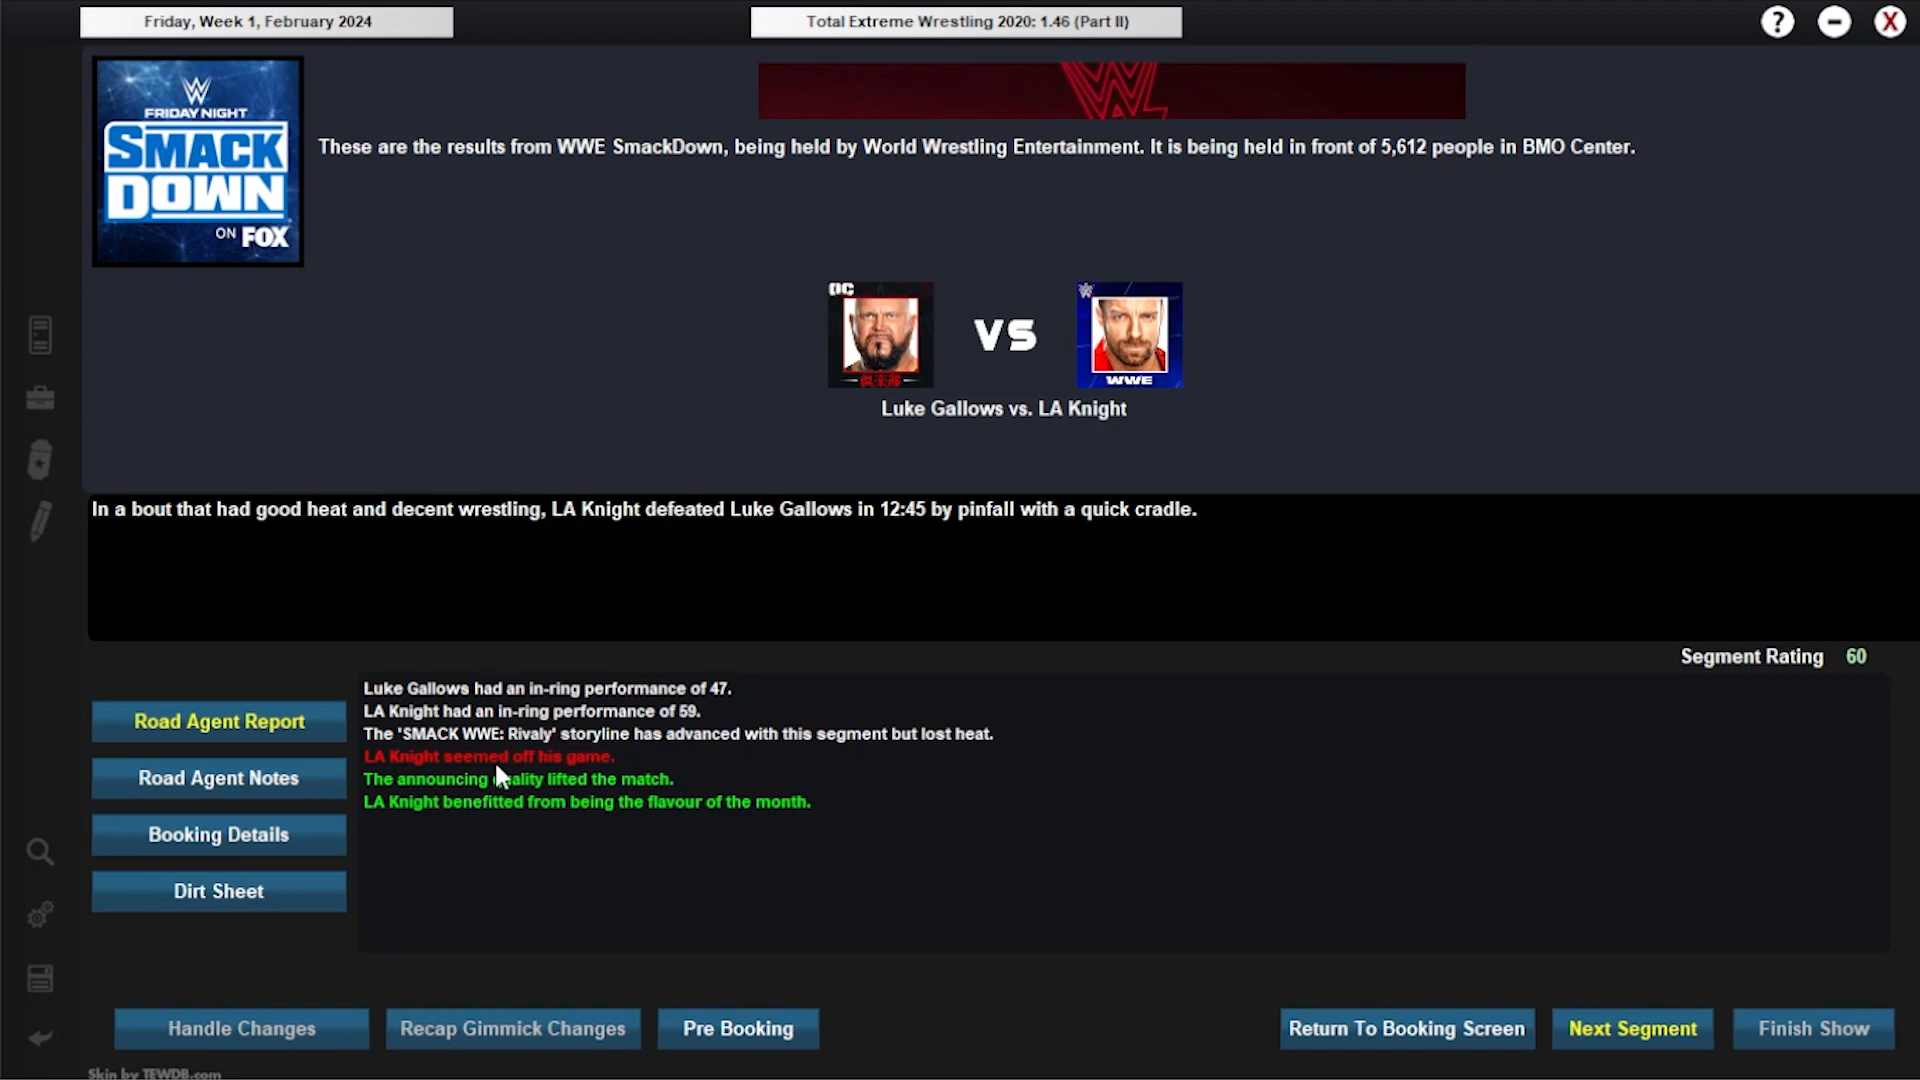 Friday, Week 1, February 2024
Total Extreme Wrestling 2020: 1.46 (Part II)
?
X
W
FRIDAY NIGHT
SMACK
DOWN
ON FOX
These are the results from WWE SmackDown, being held by World Wrestling Entertainment. It is being held in front of 5,612 people in BMO Center.
OC
倶楽部
VS
WWE
Luke Gallows vs. LA Knight
In a bout that had good heat and decent wrestling, LA Knight defeated Luke Gallows in 12:45 by pinfall with a quick cradle.
Segment Rating 60
Road Agent Report
Road Agent Notes
Booking Details
Dirt Sheet
Luke Gallows had an in-ring performance of 47.
LA Knight had an in-ring performance of 59.
The 'SMACK WWE: Rivaly' storyline has advanced with this segment but lost heat.
LA Knight seemed off his game.
The announcing quality lifted the match.
LA Knight benefitted from being the flavour of the month.
Handle Changes
Recap Gimmick Changes
Pre Booking
Return To Booking Screen
Next Segment
Finish Show
Skin by TEWDB.com